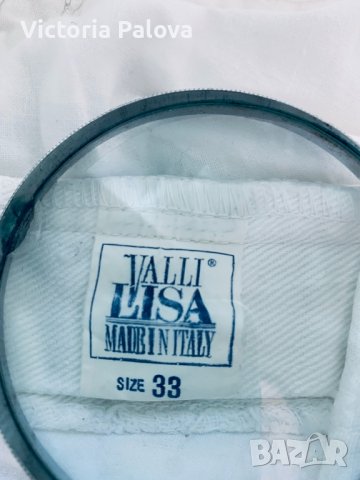 Victoria Palova
VALLI®
LISA
MADE IN ITALY
SIZE 33
BAZAR